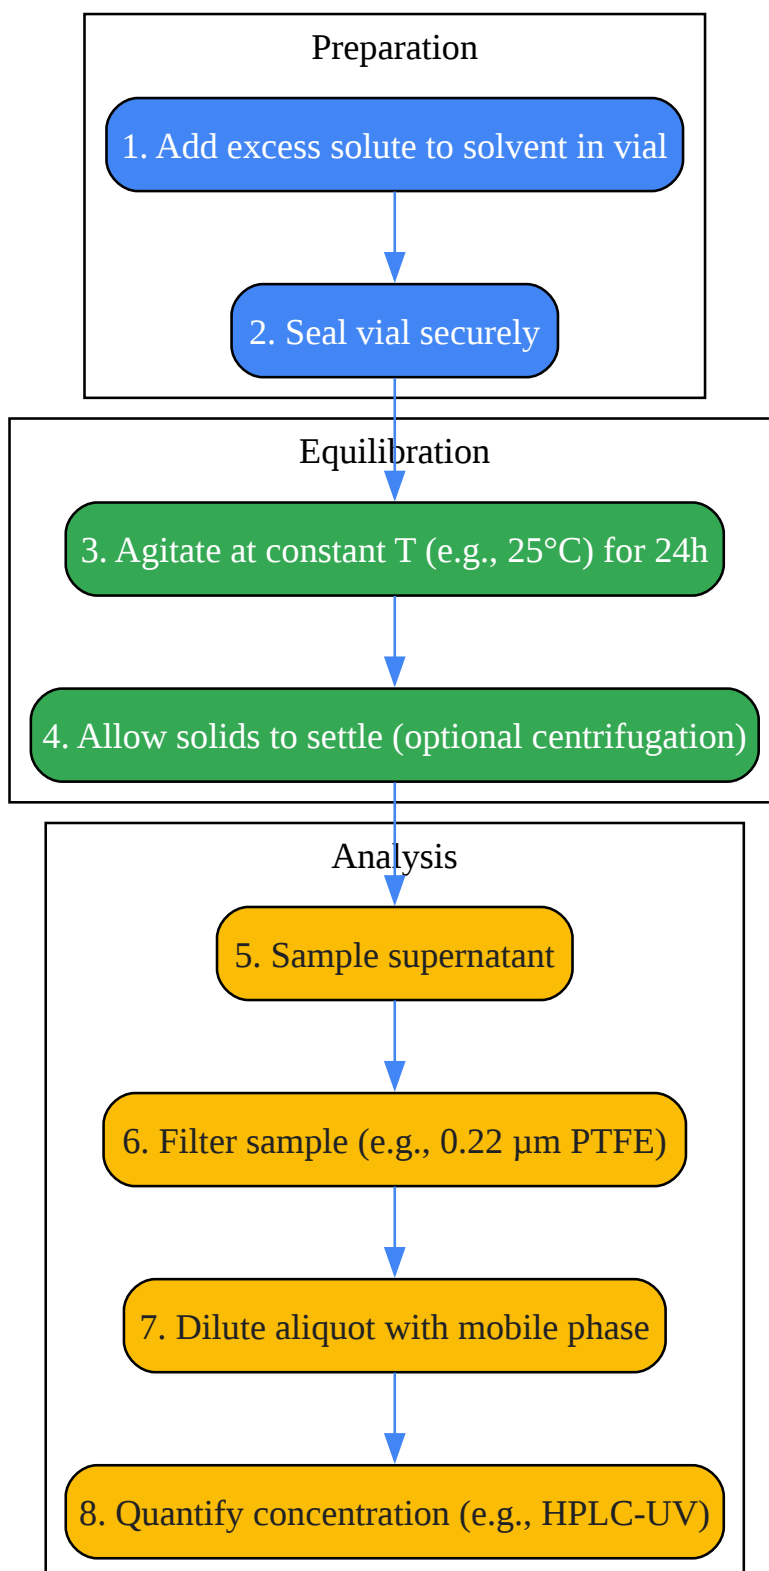 Preparation
1. Add excess solute to solvent in vial
2. Seal vial securely
Equilibration
3. Agitate at constant T (e.g., 25°C) for 24h
4. Allow solids to settle (optional centrifugation)
Analysis
5. Sample supernatant
6. Filter sample (e.g., 0.22 µm PTFE)
7. Dilute aliquot with mobile phase
8. Quantify concentration (e.g., HPLC-UV)